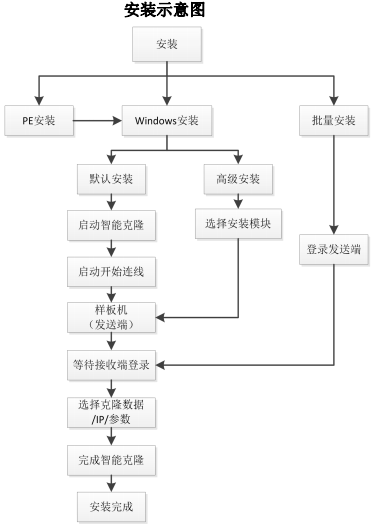 安装示意图
安装
PE安装
Windows安装
批量安装
默认安装
高级安装
启动智能克隆
选择安装模块
登录发送端
启动开始连线
样板机
（发送端）
等待接收端登录
选择克隆数据
/IP/参数
完成智能克隆
安装完成